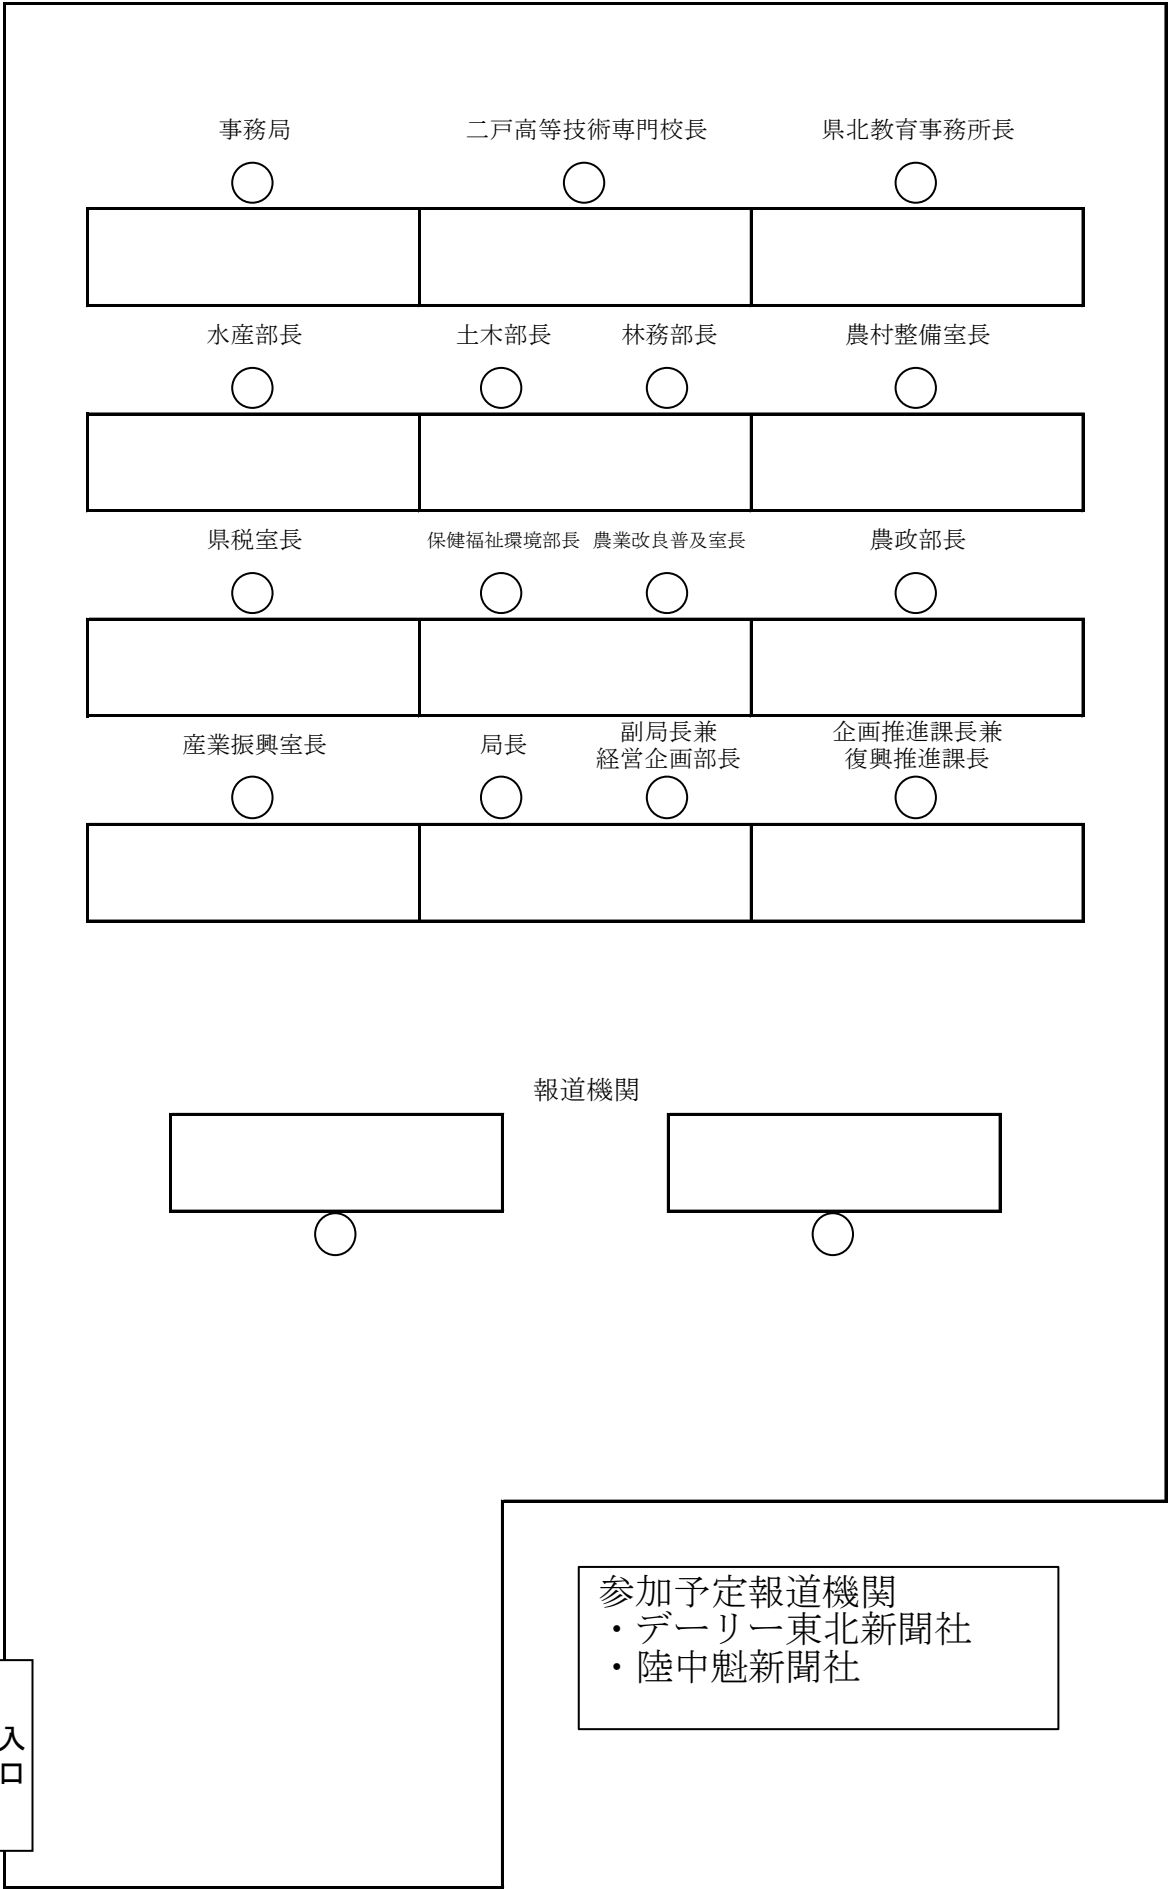 事務局
二戸高等技術専門校長
県北教育事務所長
水産部長
土木部長
林務部長
農村整備室長
県税室長
保健福祉環境部長
農業改良普及室長
農政部長
産業振興室長
局長
副局長兼
経営企画部長
企画推進課長兼
復興推進課長
報道機関
参加予定報道機関
・デーリー東北新聞社
・陸中魁新聞社
入
口